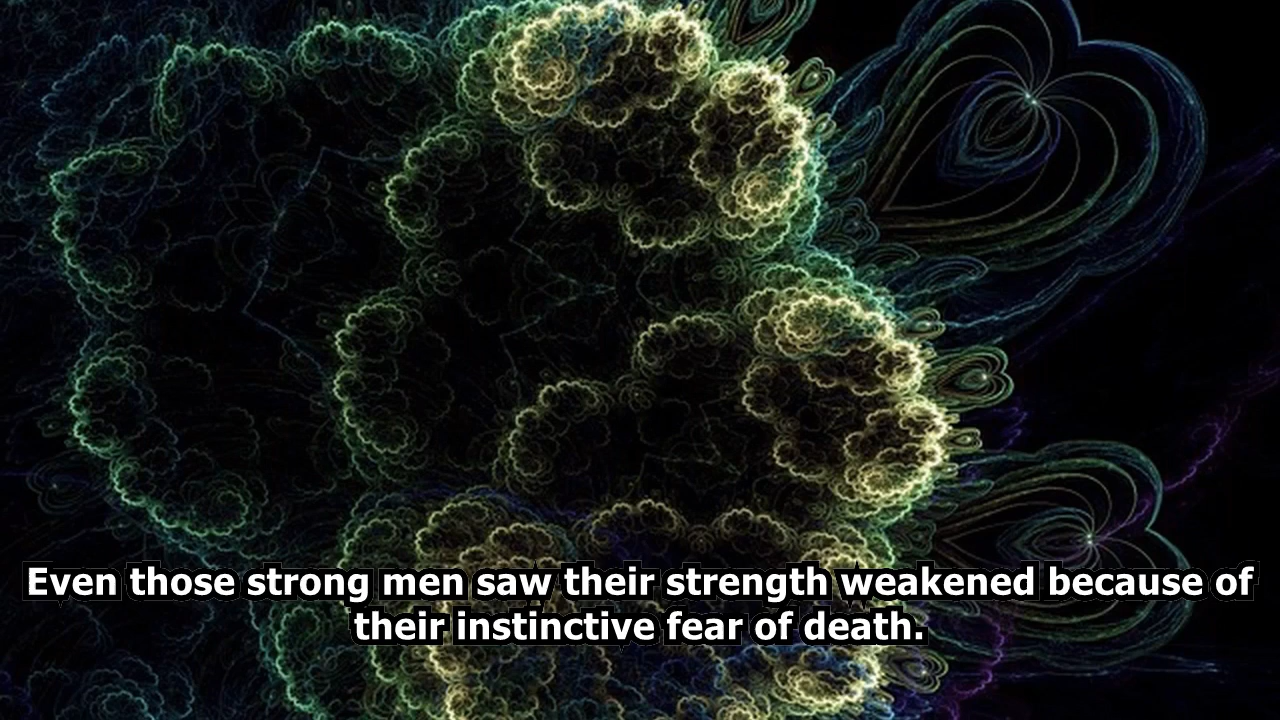 Even those strong men saw their strength weakened because of
their instinctive fear of death.